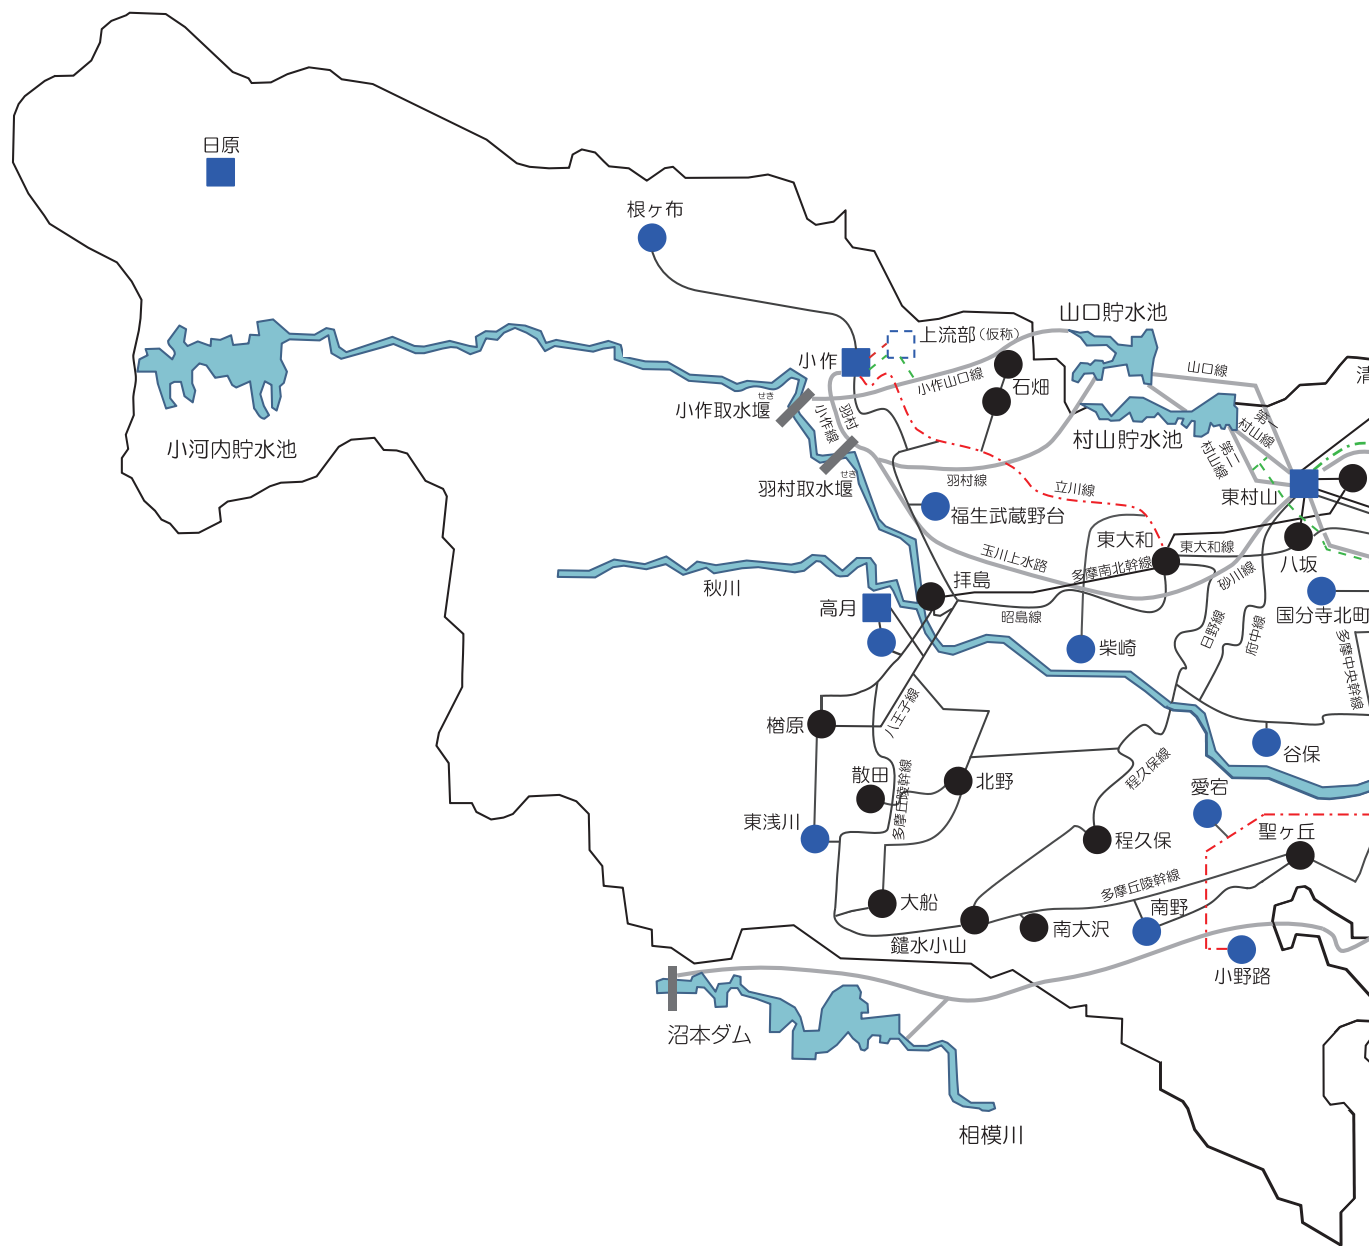 日原
根ヶ布
山口貯水池
上流部（仮称）
小作
山口線
清
石畑
小作山口線
せき
小作取水堰
羽村
小作線
第一
村山線
第二
村山線
村山貯水池
小河内貯水池
せき
羽村取水堰
羽村線
立川線
東村山
福生武蔵野台
東大和
東大和線
玉川上水路
多摩南北幹線
八坂
砂川線
拝島
秋川
高月
昭島線
国分寺北町
日野線
府中線
柴崎
多摩中央幹線
八王子線
楢原
谷保
程久保線
散田
北野
多摩丘陵幹線
愛宕
東浅川
聖ヶ丘
程久保
多摩丘陵幹線
大船
南野
南大沢
鑓水小山
小野路
沼本ダム
相模川